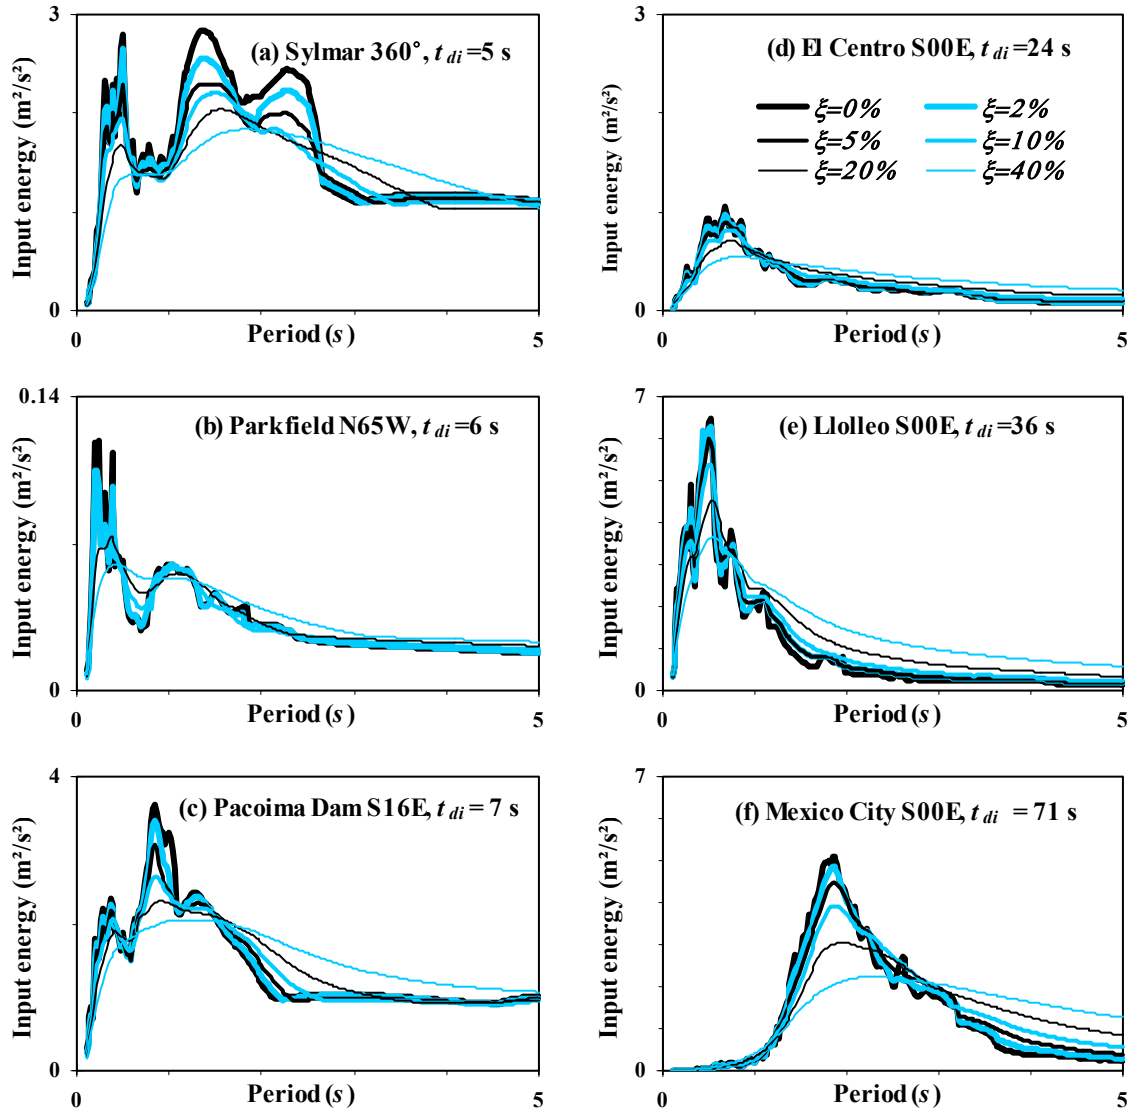 3
Input energy (m²/s²)
(a) Sylmar 360°, t di =5 s
0
0
Period (s)
5
0.14
Input energy (m²/s²)
(b) Parkfield N65W, t di =6 s
0
0
Period (s)
5
4
Input energy (m²/s²)
(c) Pacoima Dam S16E, t di = 7 s
0
0
Period (s)
5
3
Input energy (m²/s²)
(d) El Centro S00E, t di =24 s
ξ=0% ξ=2%
ξ=5% ξ=10%
ξ=20% ξ=40%
0
0
Period (s)
5
7
Input energy (m²/s²)
(e) Llolleo S00E, t di =36 s
0
0
Period (s)
5
7
Input energy (m²/s²)
(f) Mexico City S00E, t di = 71 s
0
0
Period (s)
5